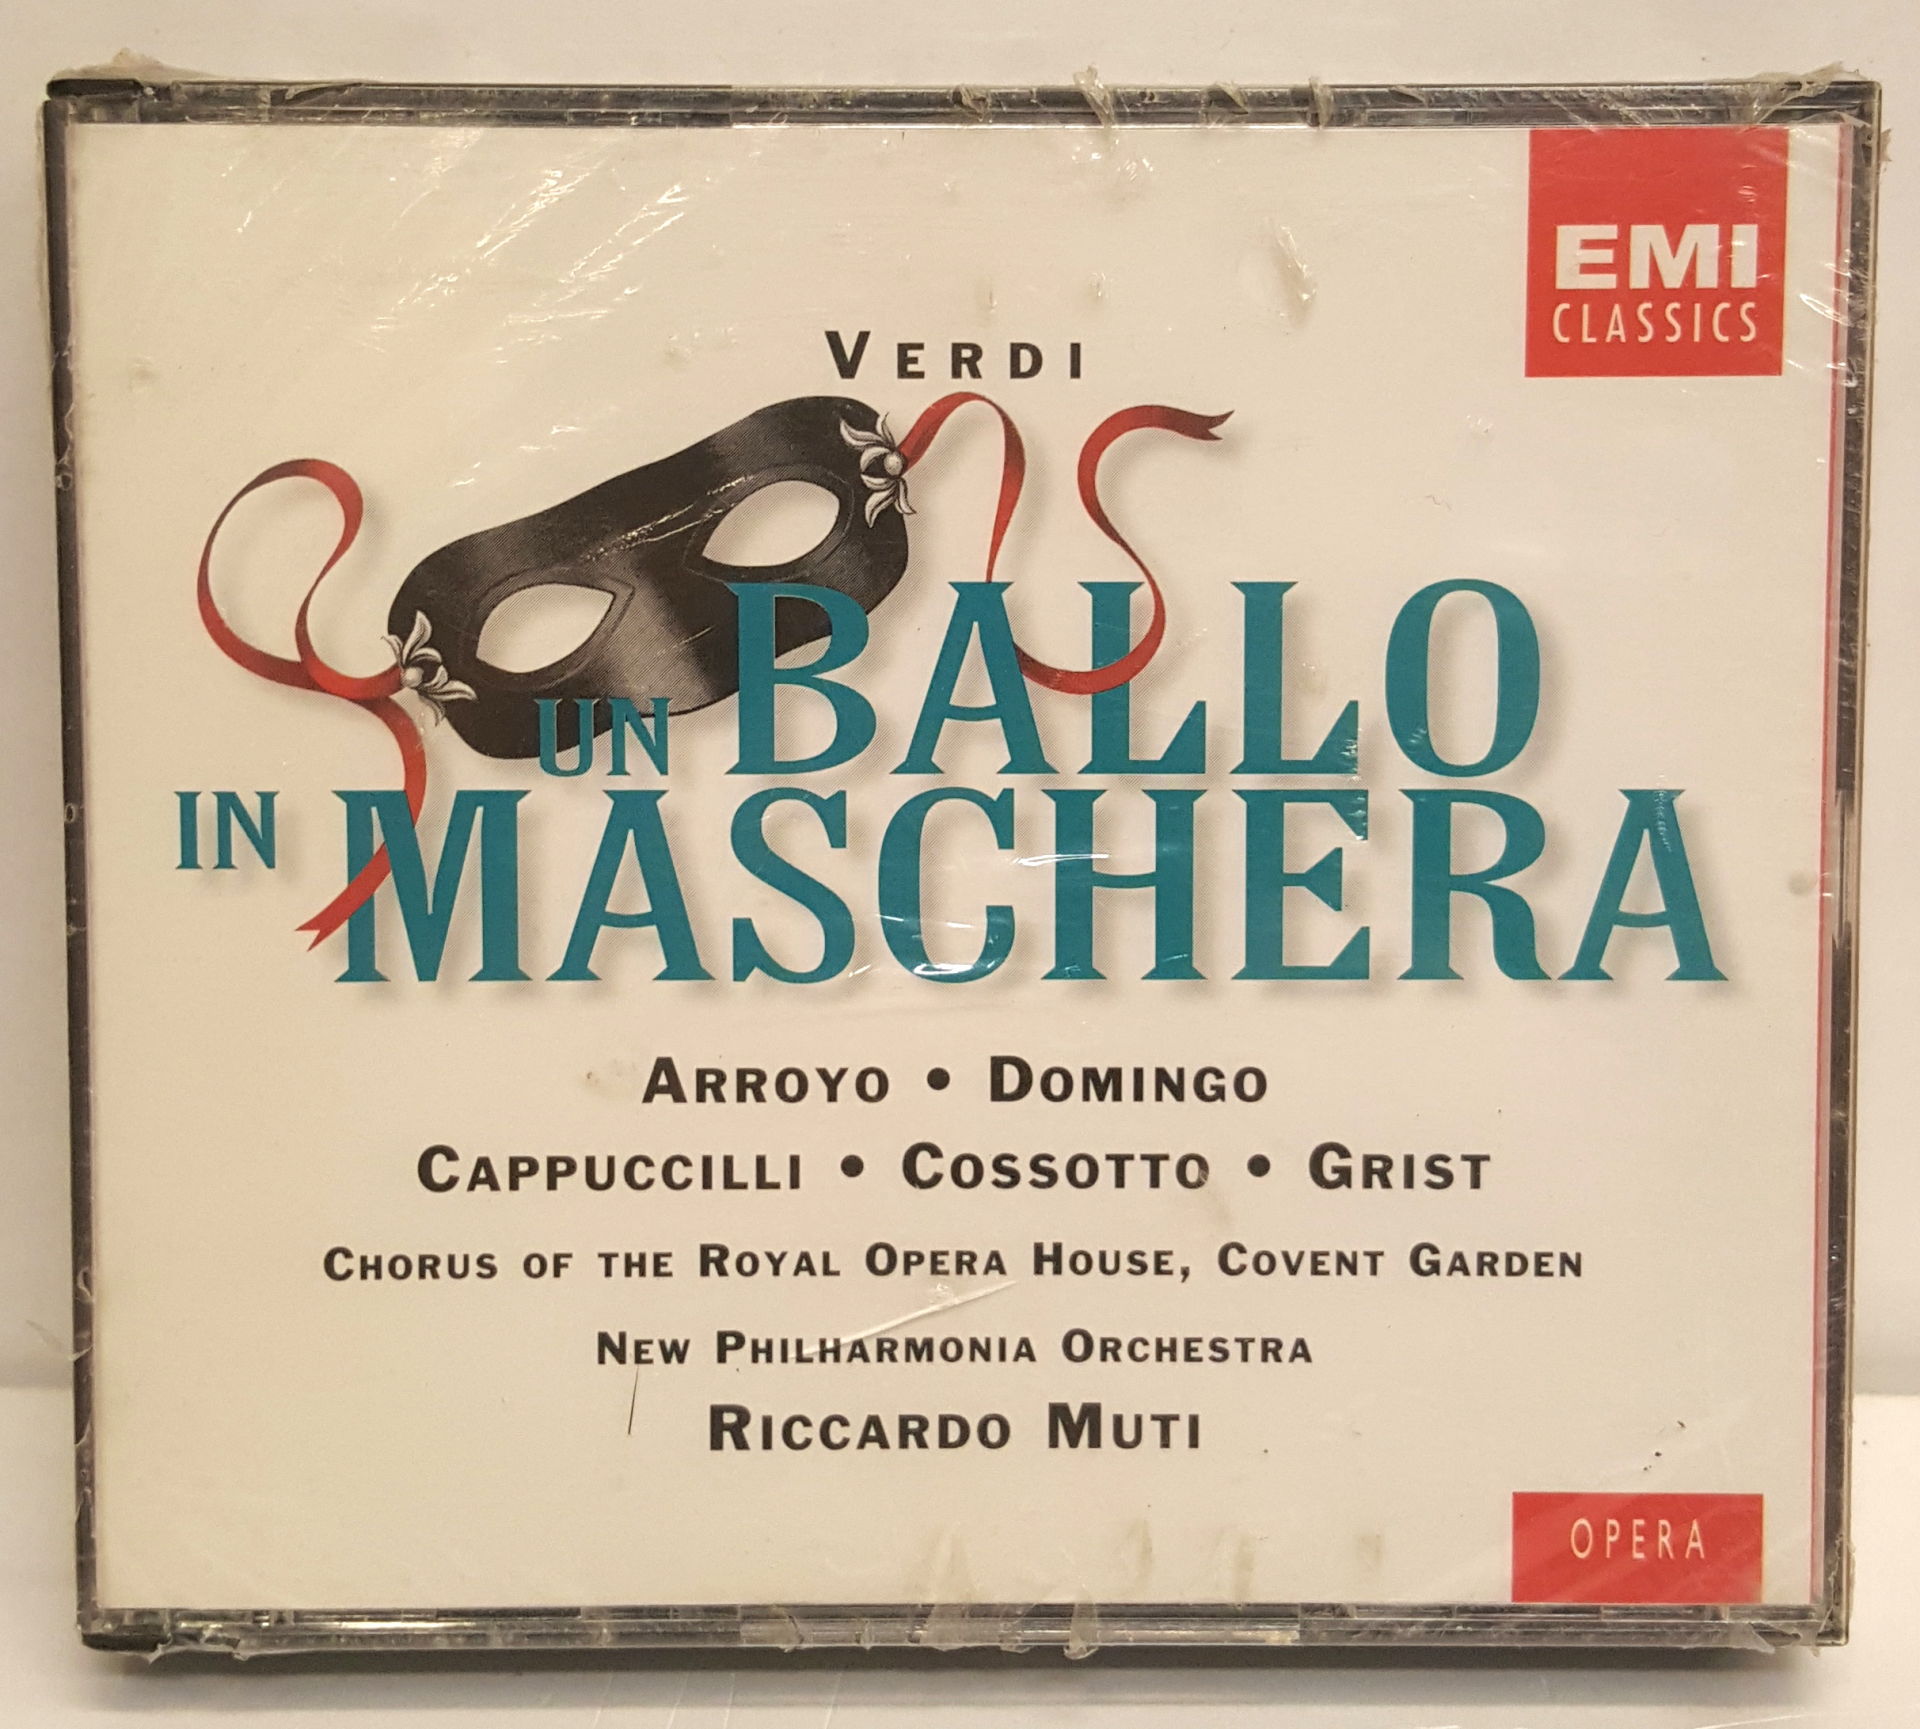 EMI
CLASSICS
VERDI
UN BALLO
IN MASCHERA
ARROYO • DOMINGO
CAPPUCCILLI • COSSOTTO • GRIST
CHORUS OF THE ROYAL OPERA HOUSE, COVENT GARDEN
NEW PHILHARMONIA ORCHESTRA
RICCARDO MUTI
OPERA